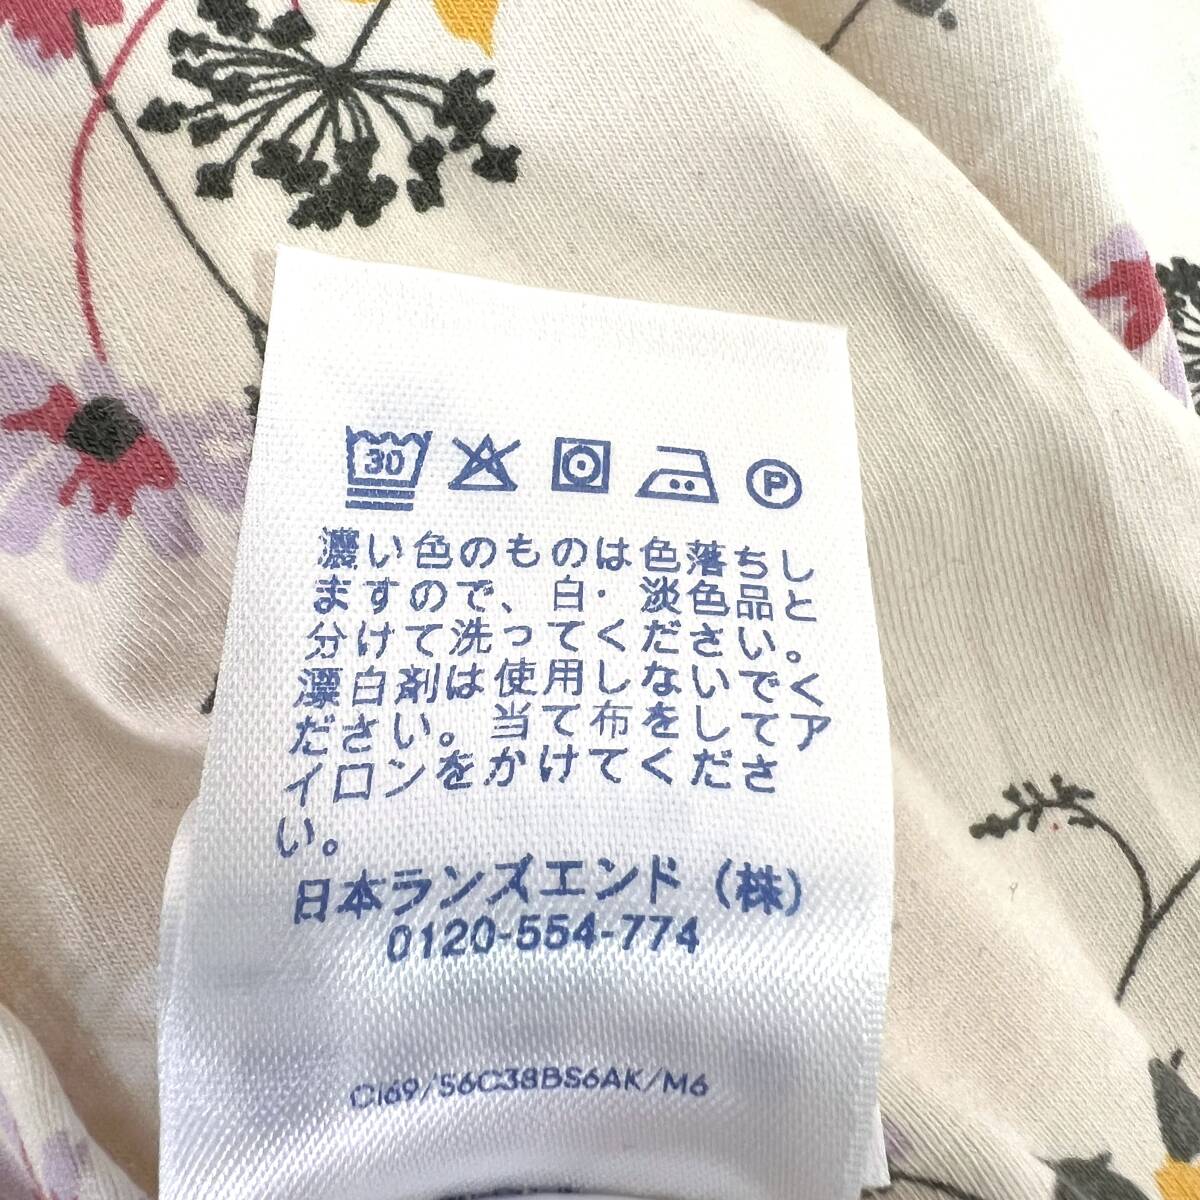 30 P
濃い色のものは色落ちし
ますので、白・淡色品と
分けて洗ってください。
漂白剤は使用しないでく
ださい。当て布をしてア
イロンをかけてくださ
い。
日本ランズエンド（株）
0120-554-774
C169/S6C38BS6AK/M6